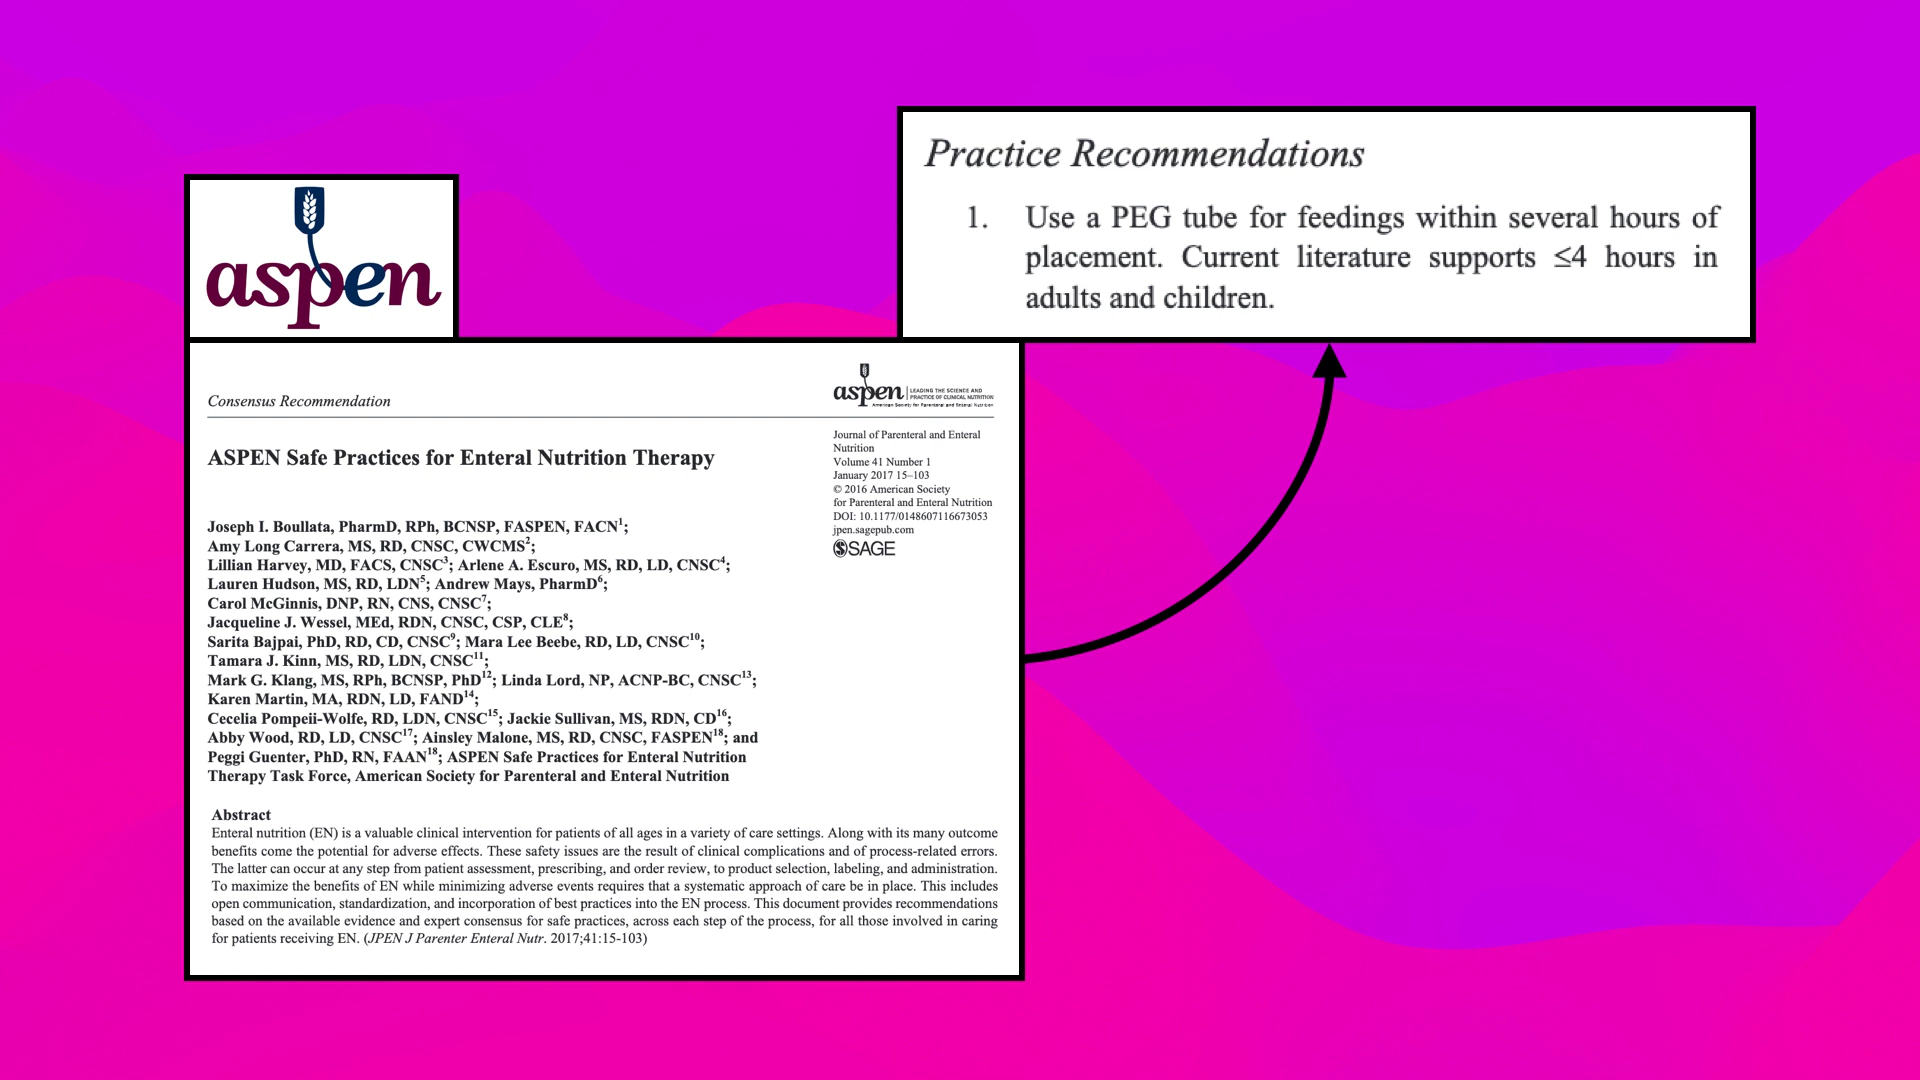 aspen
Practice Recommendations
1. Use a PEG tube for feedings within several hours of
placement. Current literature supports ≤4 hours in
adults and children.
Consensus Recommendation
aspen
LEADING THE SCIENCE AND
PRACTICE OF CLINICAL NUTRITION
American Society for Parenteral and Enteral Nutrition
ASPEN Safe Practices for Enteral Nutrition Therapy
Journal of Parenteral and Enteral
Nutrition
Volume 41 Number 1
January 2017 15–103
© 2016 American Society
for Parenteral and Enteral Nutrition
DOI: 10.1177/0148607116673053
jpen.sagepub.com
SAGE
Joseph I. Boullata, PharmD, RPh, BCNSP, FASPEN, FACN1;
Amy Long Carrera, MS, RD, CNSC, CWCMS2;
Lillian Harvey, MD, FACS, CNSC3; Arlene A. Escuro, MS, RD, LD, CNSC4;
Lauren Hudson, MS, RD, LDN5; Andrew Mays, PharmD6;
Carol McGinnis, DNP, RN, CNS, CNSC7;
Jacqueline J. Wessel, MEd, RDN, CNSC, CSP, CLE8;
Sarita Bajpai, PhD, RD, CD, CNSC9; Mara Lee Beebe, RD, LD, CNSC10;
Tamara J. Kinn, MS, RD, LDN, CNSC11;
Mark G. Klang, MS, RPh, BCNSP, PhD12; Linda Lord, NP, ACNP-BC, CNSC13;
Karen Martin, MA, RDN, LD, FAND14;
Cecelia Pompeii-Wolfe, RD, LDN, CNSC15; Jackie Sullivan, MS, RDN, CD16;
Abby Wood, RD, LD, CNSC17; Ainsley Malone, MS, RD, CNSC, FASPEN18; and
Peggi Guenter, PhD, RN, FAAN18; ASPEN Safe Practices for Enteral Nutrition
Therapy Task Force, American Society for Parenteral and Enteral Nutrition
Abstract
Enteral nutrition (EN) is a valuable clinical intervention for patients of all ages in a variety of care settings. Along with its many outcome
benefits come the potential for adverse effects. These safety issues are the result of clinical complications and of process-related errors.
The latter can occur at any step from patient assessment, prescribing, and order review, to product selection, labeling, and administration.
To maximize the benefits of EN while minimizing adverse events requires that a systematic approach of care be in place. This includes
open communication, standardization, and incorporation of best practices into the EN process. This document provides recommendations
based on the available evidence and expert consensus for safe practices, across each step of the process, for all those involved in caring
for patients receiving EN. (JPEN J Parenter Enteral Nutr. 2017;41:15-103)